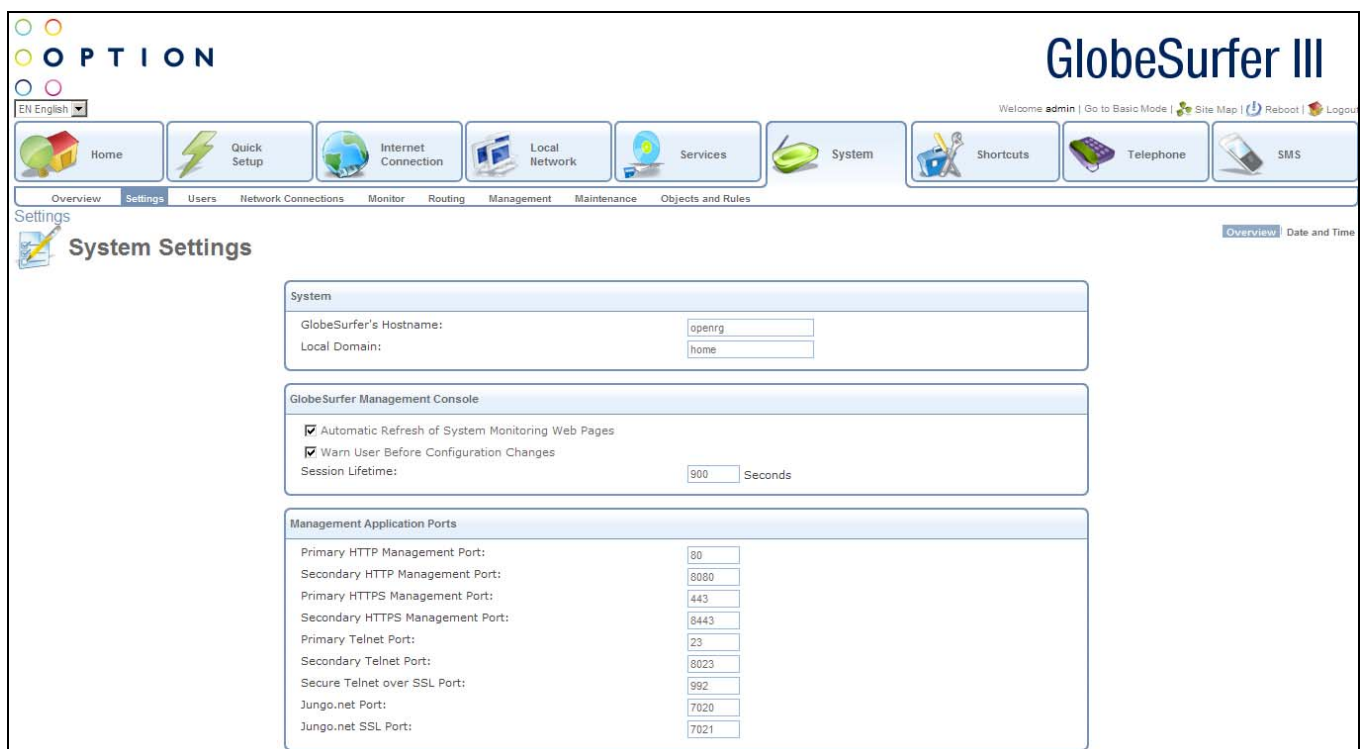 OPTION
GlobeSurfer III
EN English
Welcome admin | Go to Basic Mode | Site Map | Reboot | Logout
Home
Quick Setup
Internet Connection
Local Network
Services
System
Shortcuts
Telephone
SMS
Overview Settings Users Network Connections Monitor Routing Management Maintenance Objects and Rules
Settings
Overview | Date and Time
System Settings
System
GlobeSurfer's Hostname: openrg
Local Domain: home
GlobeSurfer Management Console
Automatic Refresh of System Monitoring Web Pages
Warn User Before Configuration Changes
Session Lifetime: 900 Seconds
Management Application Ports
Primary HTTP Management Port: 80
Secondary HTTP Management Port: 8080
Primary HTTPS Management Port: 443
Secondary HTTPS Management Port: 8443
Primary Telnet Port: 23
Secondary Telnet Port: 8023
Secure Telnet over SSL Port: 992
Jungo.net Port: 7020
Jungo.net SSL Port: 7021